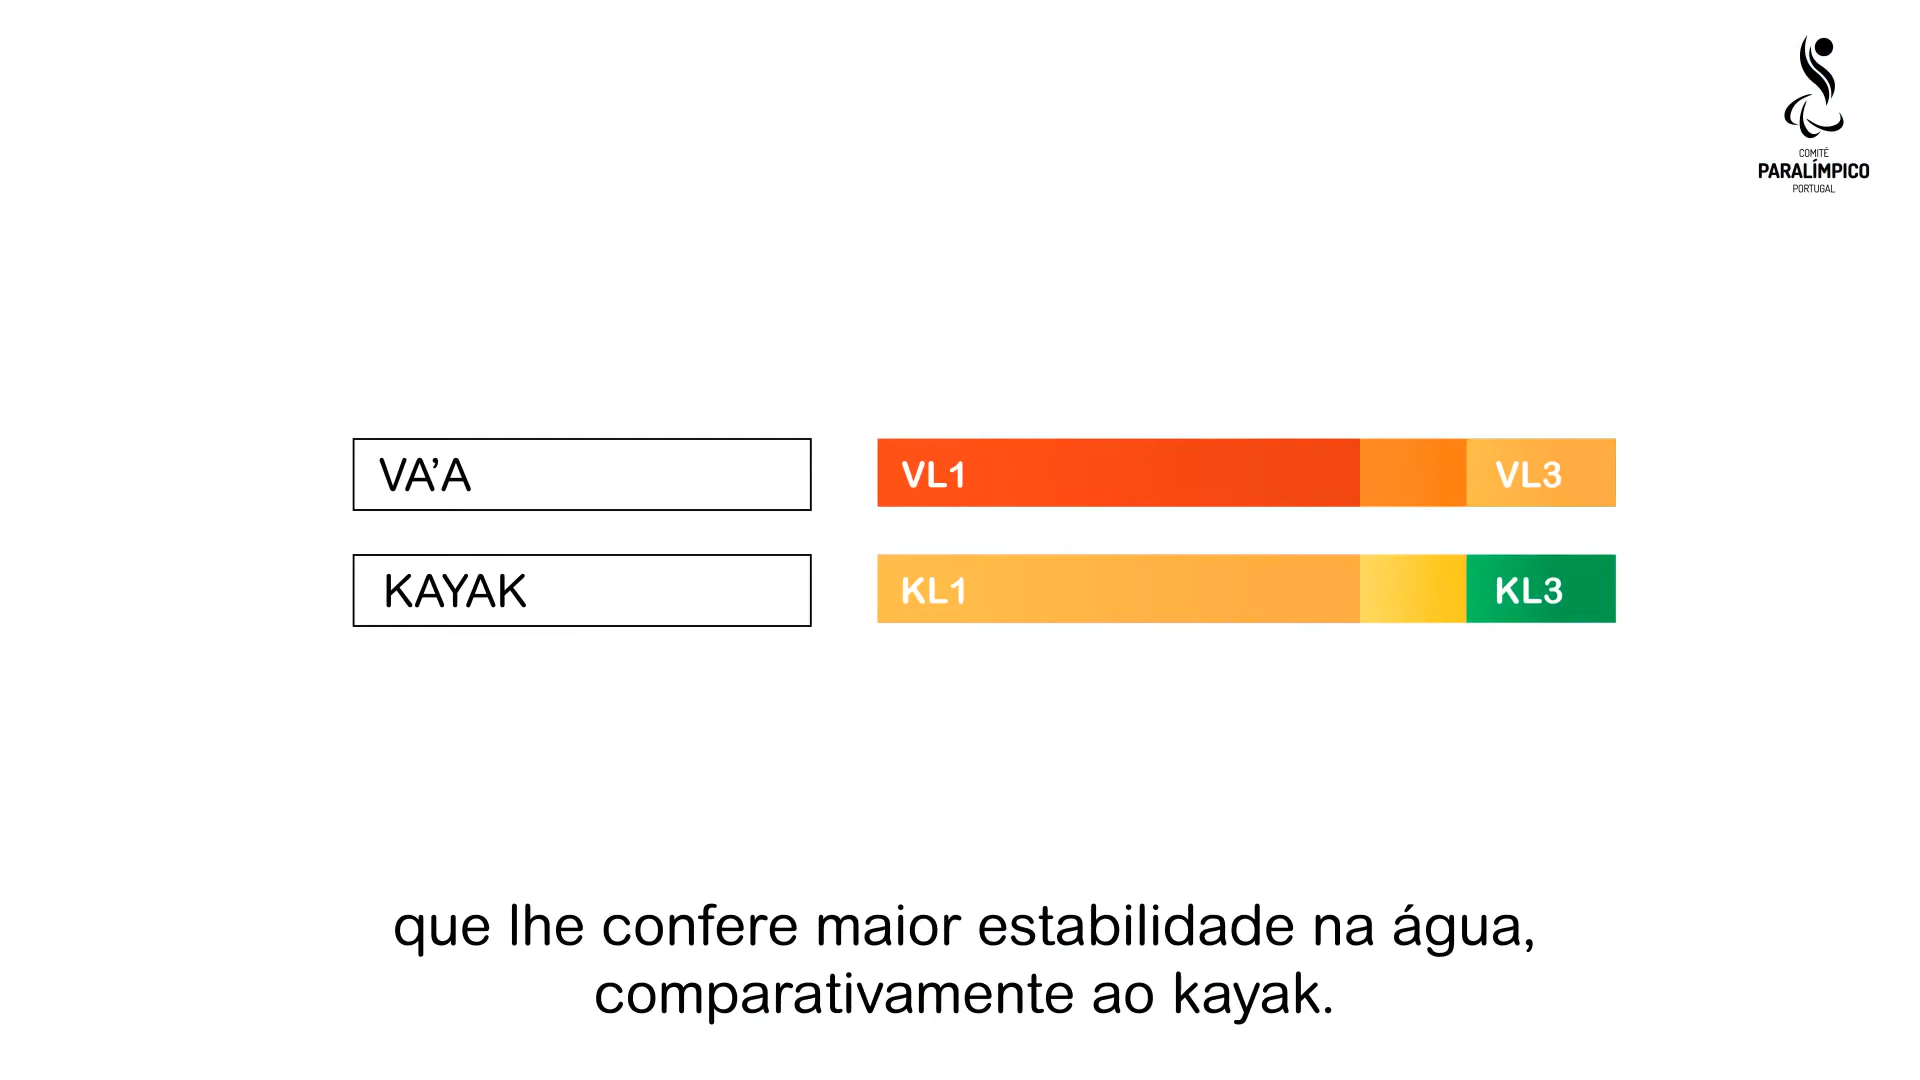 COMITÉ
PARALÍMPICO
PORTUGAL
VA’A
VL1
VL3
KAYAK
KL1
KL3
que lhe confere maior estabilidade na água,
comparativamente ao kayak.